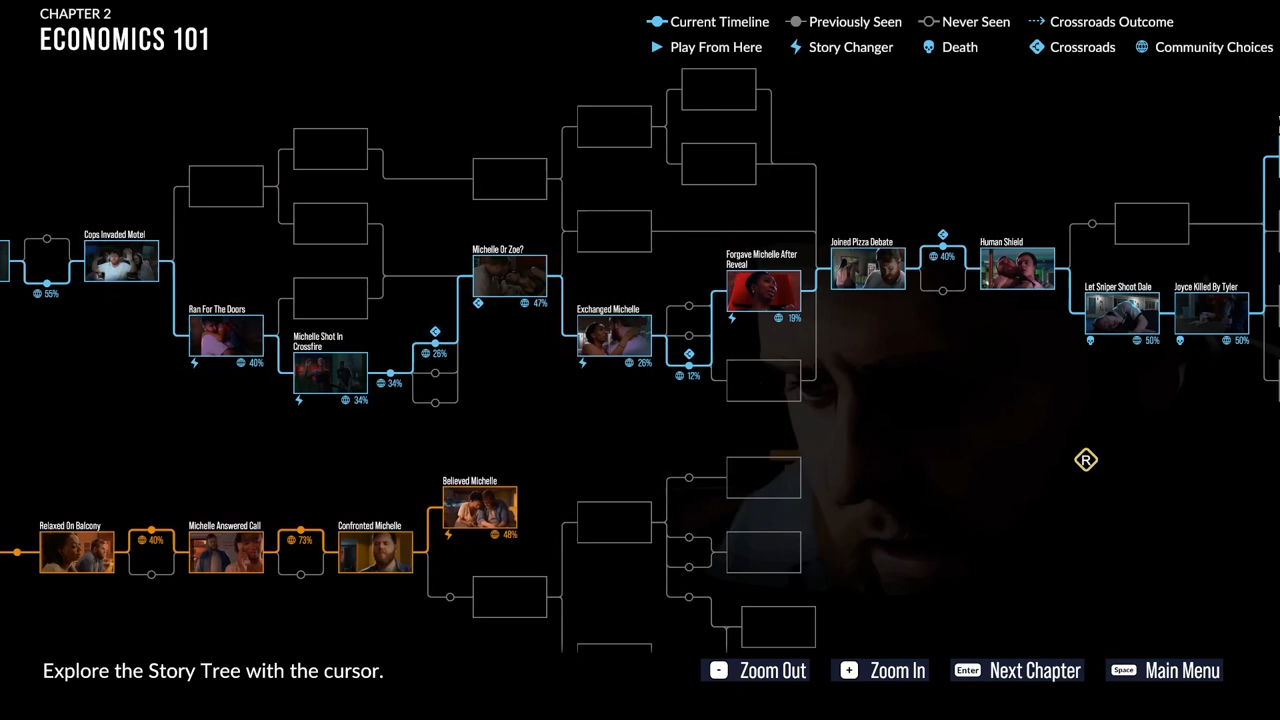 CHAPTER 2
ECONOMICS 101
Current Timeline
Previously Seen
Never Seen
Crossroads Outcome
Play From Here
Story Changer
Death
Crossroads
Community Choices
55%
Cops Invaded Motel
Ran For The Doors
40%
Michelle Shot In
Crossfire
34%
34%
26%
Michelle Or Zoe?
47%
Exchanged Michelle
26%
12%
Forgave Michelle After
Reveal
19%
Joined Pizza Debate
40%
Human Shield
Let Sniper Shoot Dale
50%
Joyce Killed By Tyler
50%
R
Relaxed On Balcony
40%
Michelle Answered Call
73%
Confronted Michelle
Believed Michelle
48%
Explore the Story Tree with the cursor.
- Zoom Out
+ Zoom In
Enter Next Chapter
Space Main Menu